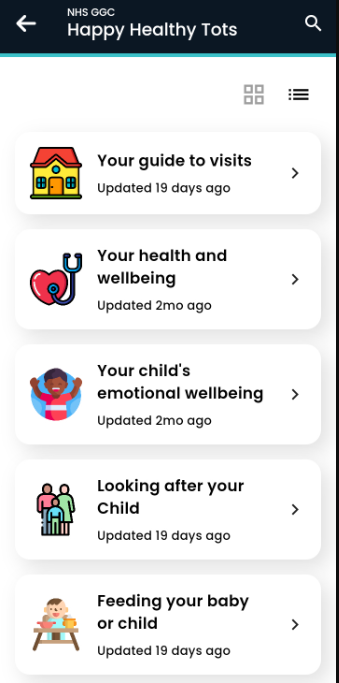 NHS GGC
Happy Healthy Tots
Your guide to visits
Updated 19 days ago
Your health and
wellbeing
Updated 2mo ago
Your child's
emotional wellbeing
Updated 2mo ago
Looking after your
Child
Updated 19 days ago
Feeding your baby
or child
Updated 19 days ago